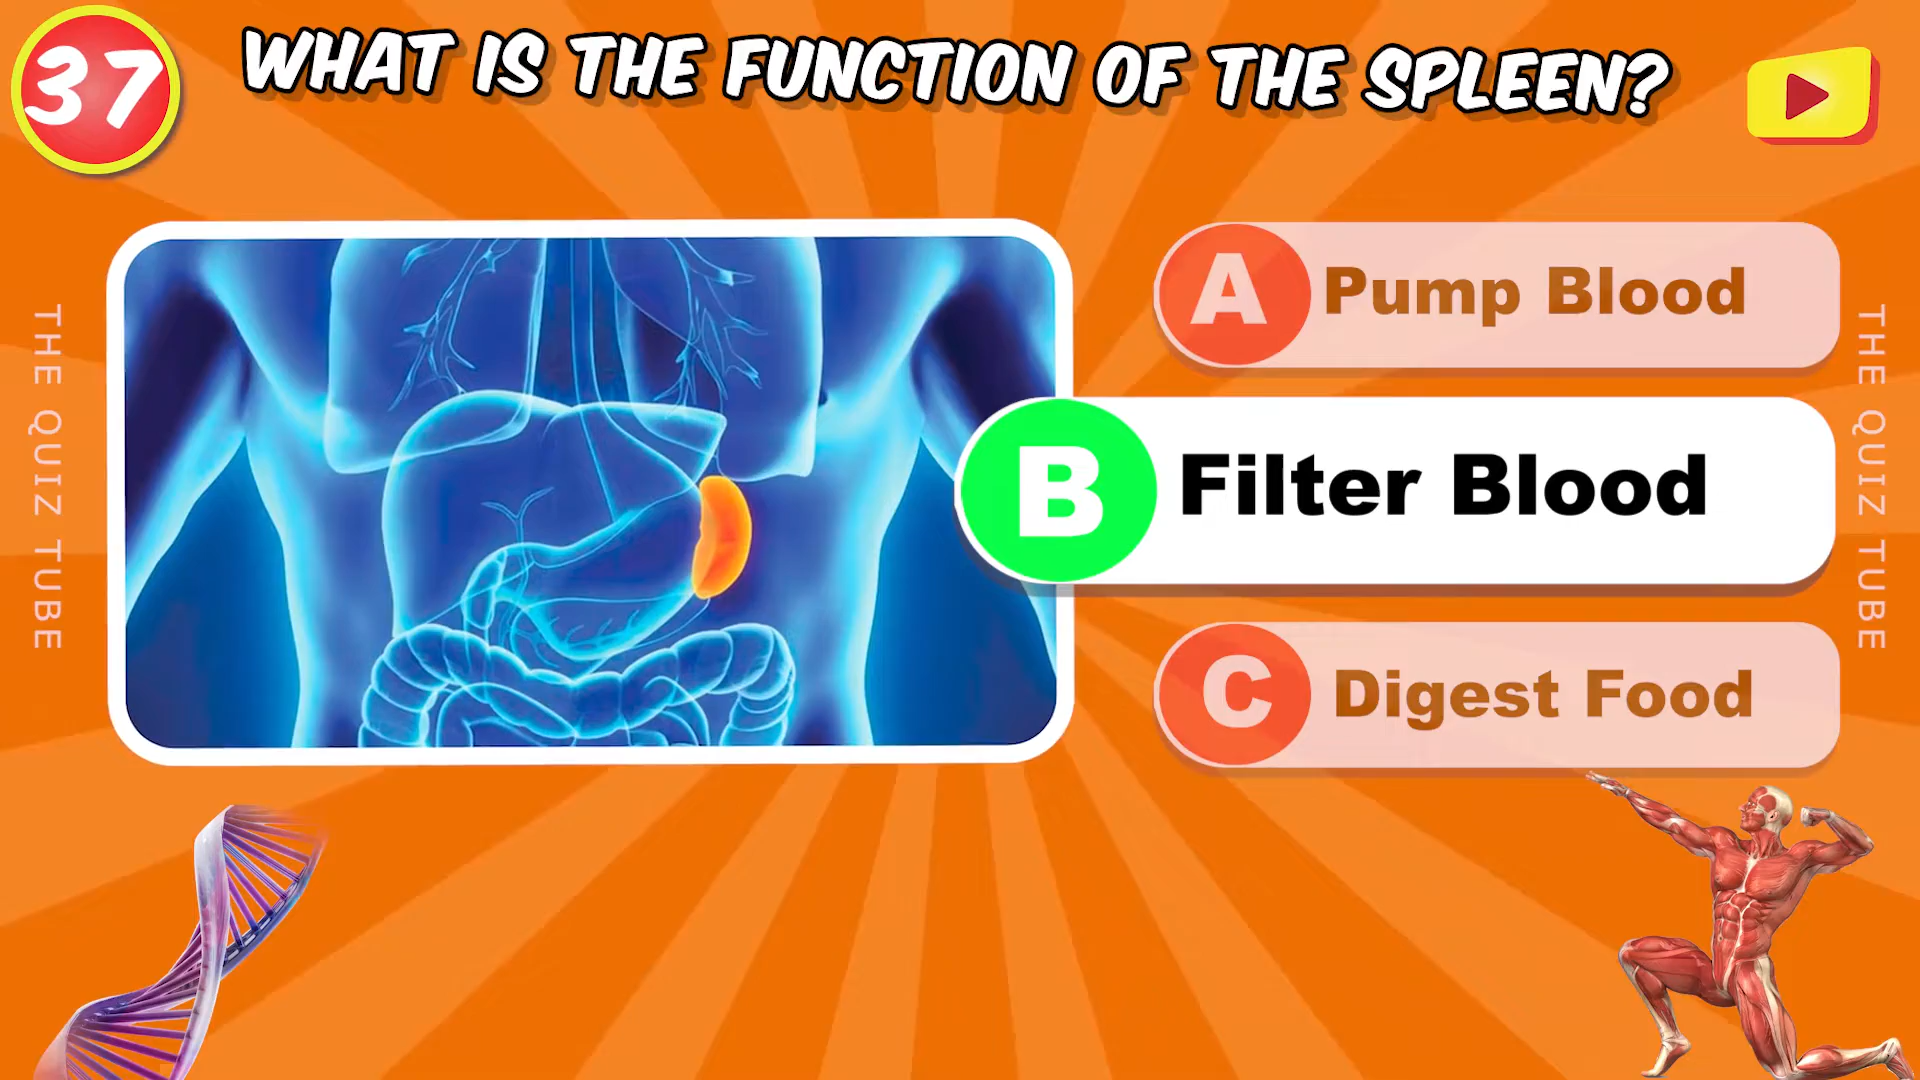 37
WHAT IS THE FUNCTION OF THE SPLEEN?
THE QUIZ TUBE
A Pump Blood
B Filter Blood
C Digest Food
THE QUIZ TUBE